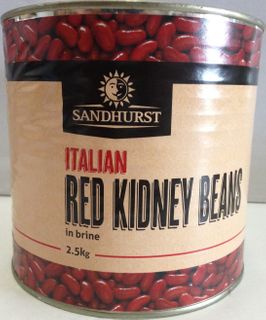 SANDHURST
ITALIAN
RED KIDNEY BEANS
in brine
2.5kg